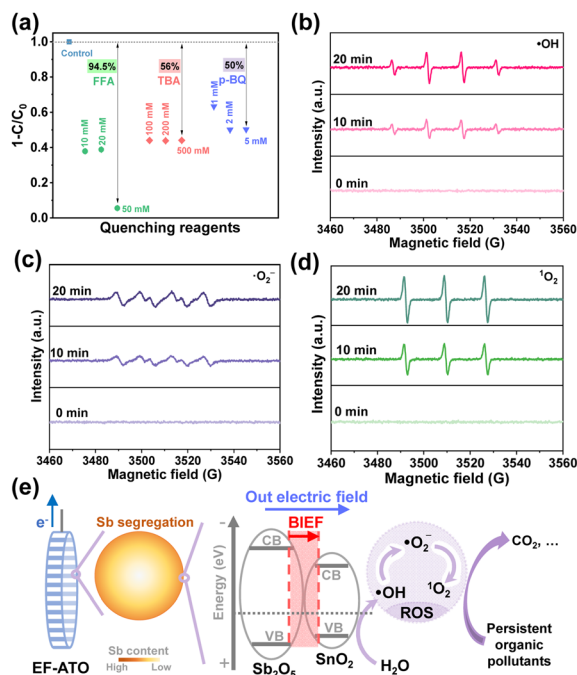 (a)
1-C/C0
1.0
0.8
0.6
0.4
0.2
0.0
Control
94.5%
FFA
56%
TBA
50%
p-BQ
10 mM
20 mM
50 mM
100 mM
200 mM
500 mM
1 mM
2 mM
5 mM
Quenching reagents
(b)
•OH
20 min
10 min
0 min
Intensity (a.u.)
3460 3480 3500 3520 3540 3560
Magnetic field (G)
(c)
·O₂⁻
20 min
10 min
0 min
Intensity (a.u.)
3460 3480 3500 3520 3540 3560
Magnetic field (G)
(d)
¹O₂
20 min
10 min
0 min
Intensity (a.u.)
3460 3480 3500 3520 3540 3560
Magnetic field (G)
(e)
e⁻
EF-ATO
Sb segregation
Sb content
High Low
Out electric field
BIEF
Energy (eV)
-
+
CB
CB
VB
VB
Sb₂O₅
SnO₂
H₂O
•OH
•O₂⁻
¹O₂
ROS
CO₂, ...
Persistent
organic
pollutants